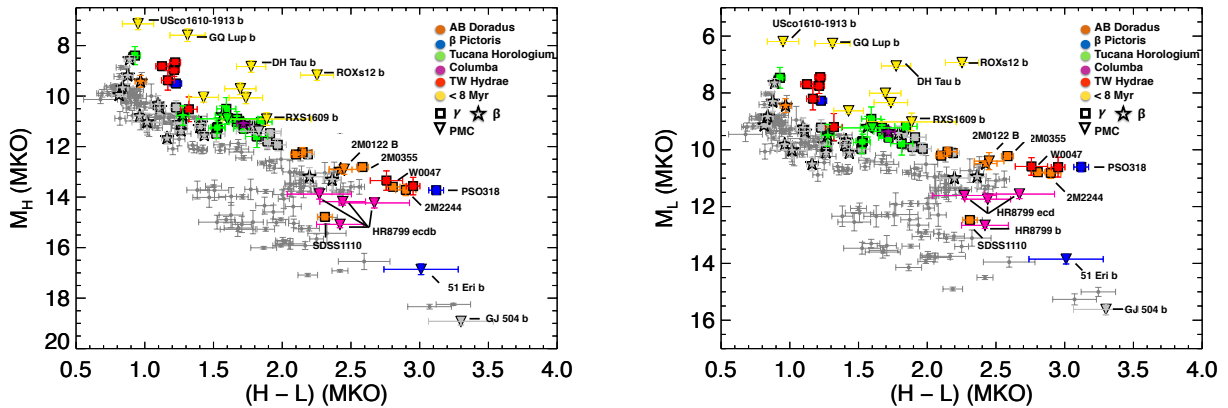 USco1610-1913 b
GQ Lup b
DH Tau b
ROXs12 b
RXS1609 b
2M0122 B
2M0355
W0047
PSO318
2M2244
HR8799 ecdb
SDSS1110
51 Eri b
GJ 504 b
AB Doradus
β Pictoris
Tucana Horologium
Columba
TW Hydrae
< 8 Myr
γ β
PMC
8
10
12
14
16
18
20
M_H (MKO)
0.5 1.0 1.5 2.0 2.5 3.0 3.5 4.0
(H – L) (MKO)
USco1610-1913 b
GQ Lup b
DH Tau b
ROXs12 b
RXS1609 b
2M0122 B
2M0355
W0047
PSO318
2M2244
HR8799 ecd
HR8799 b
SDSS1110
51 Eri b
GJ 504 b
AB Doradus
β Pictoris
Tucana Horologium
Columba
TW Hydrae
< 8 Myr
γ β
PMC
6
8
10
12
14
16
M_L (MKO)
0.5 1.0 1.5 2.0 2.5 3.0 3.5 4.0
(H – L) (MKO)